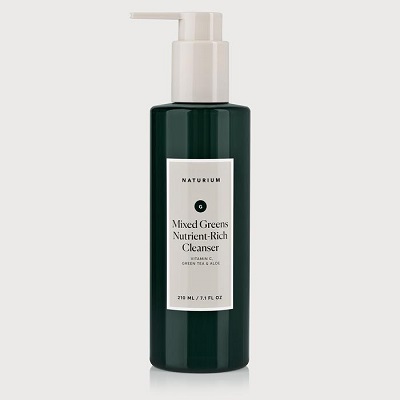 NATURIUM
G
Mixed Greens
Nutrient-Rich
Cleanser
VITAMIN C,
GREEN TEA & ALOE
210 ML / 7.1 FL OZ